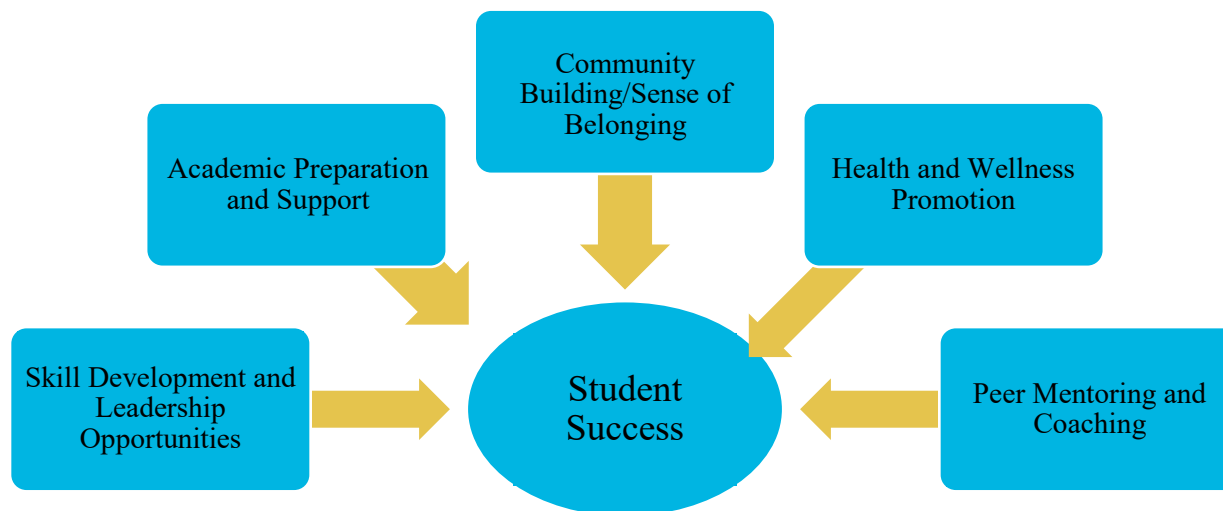 Community
Building/Sense of
Belonging
Academic Preparation
and Support
Health and Wellness
Promotion
Skill Development and
Leadership
Opportunities
Student
Success
Peer Mentoring and
Coaching